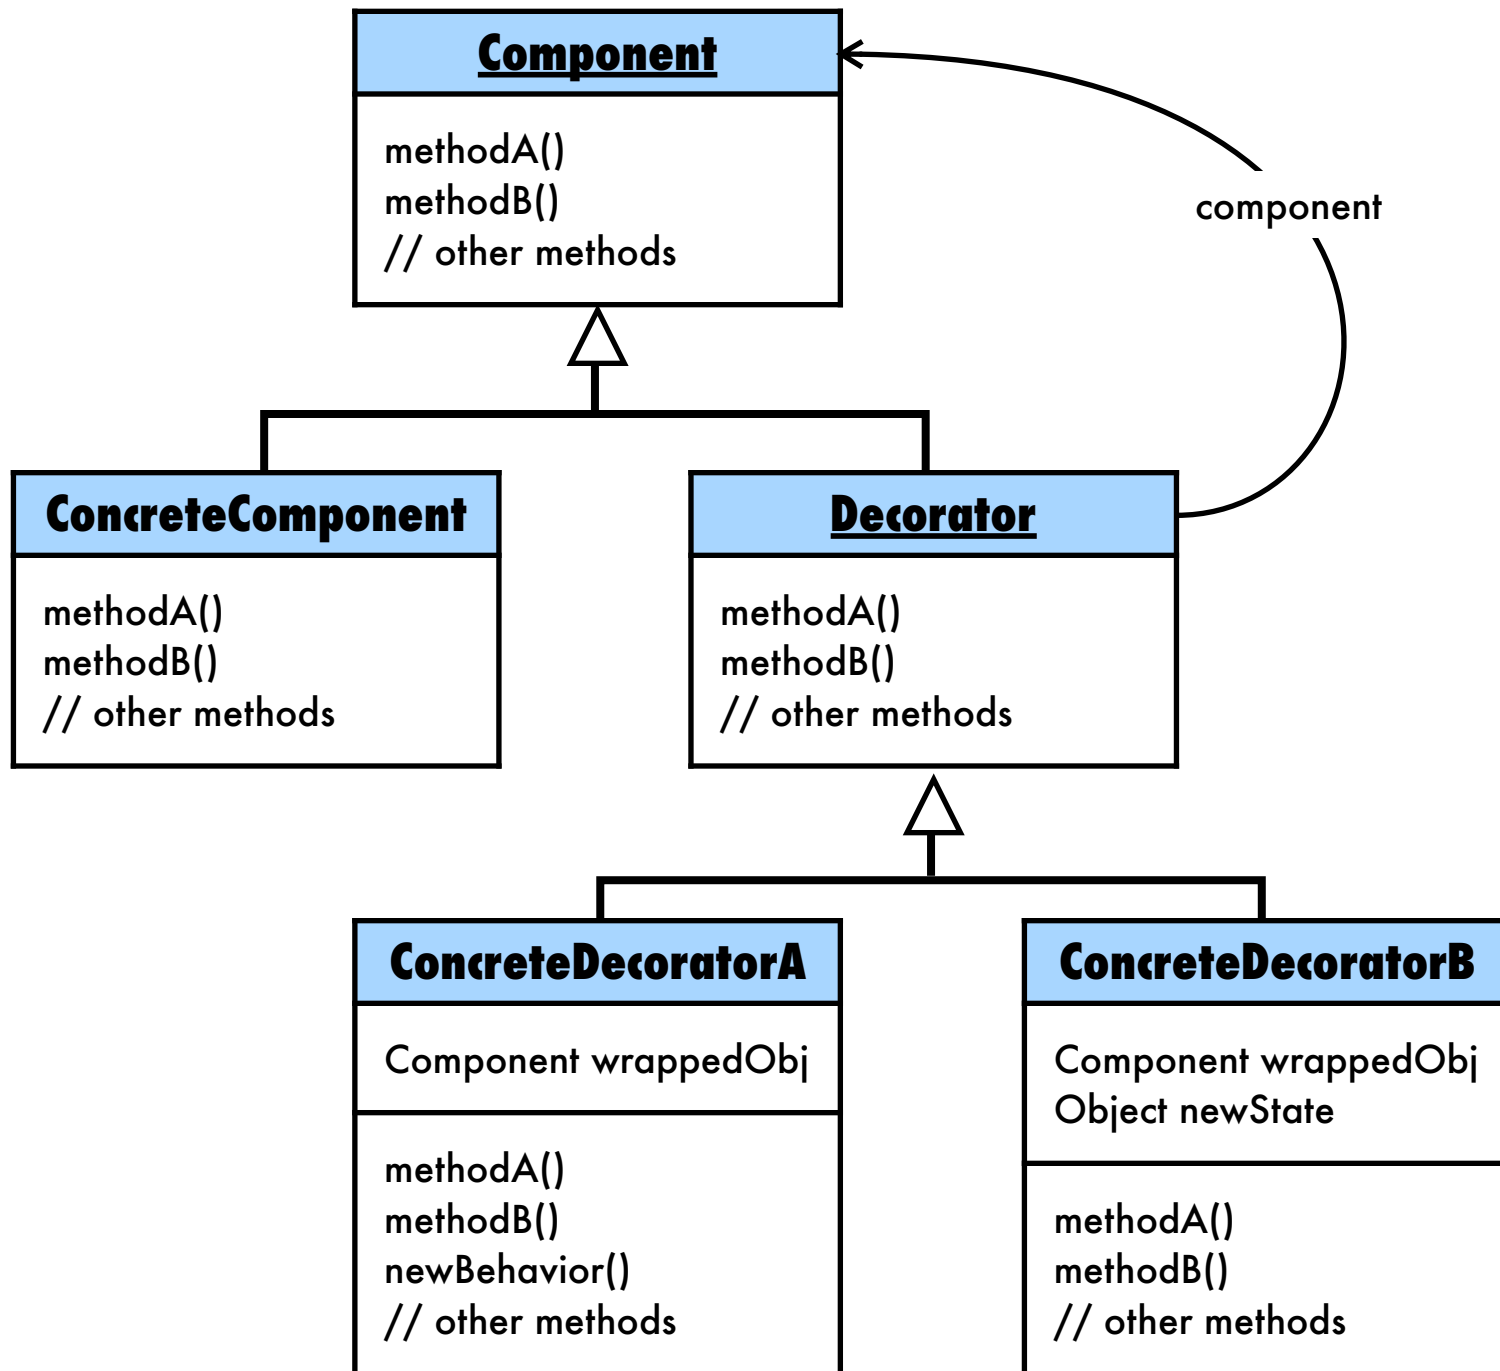 Component
methodA()
methodB()
// other methods
component
ConcreteComponent
methodA()
methodB()
// other methods
Decorator
methodA()
methodB()
// other methods
ConcreteDecoratorA
Component wrappedObj
methodA()
methodB()
newBehavior()
// other methods
ConcreteDecoratorB
Component wrappedObj
Object newState
methodA()
methodB()
// other methods